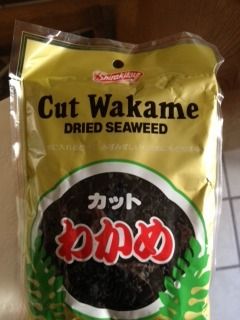 Shirakiku
Cut Wakame
DRIED SEAWEED
カット
わかめ